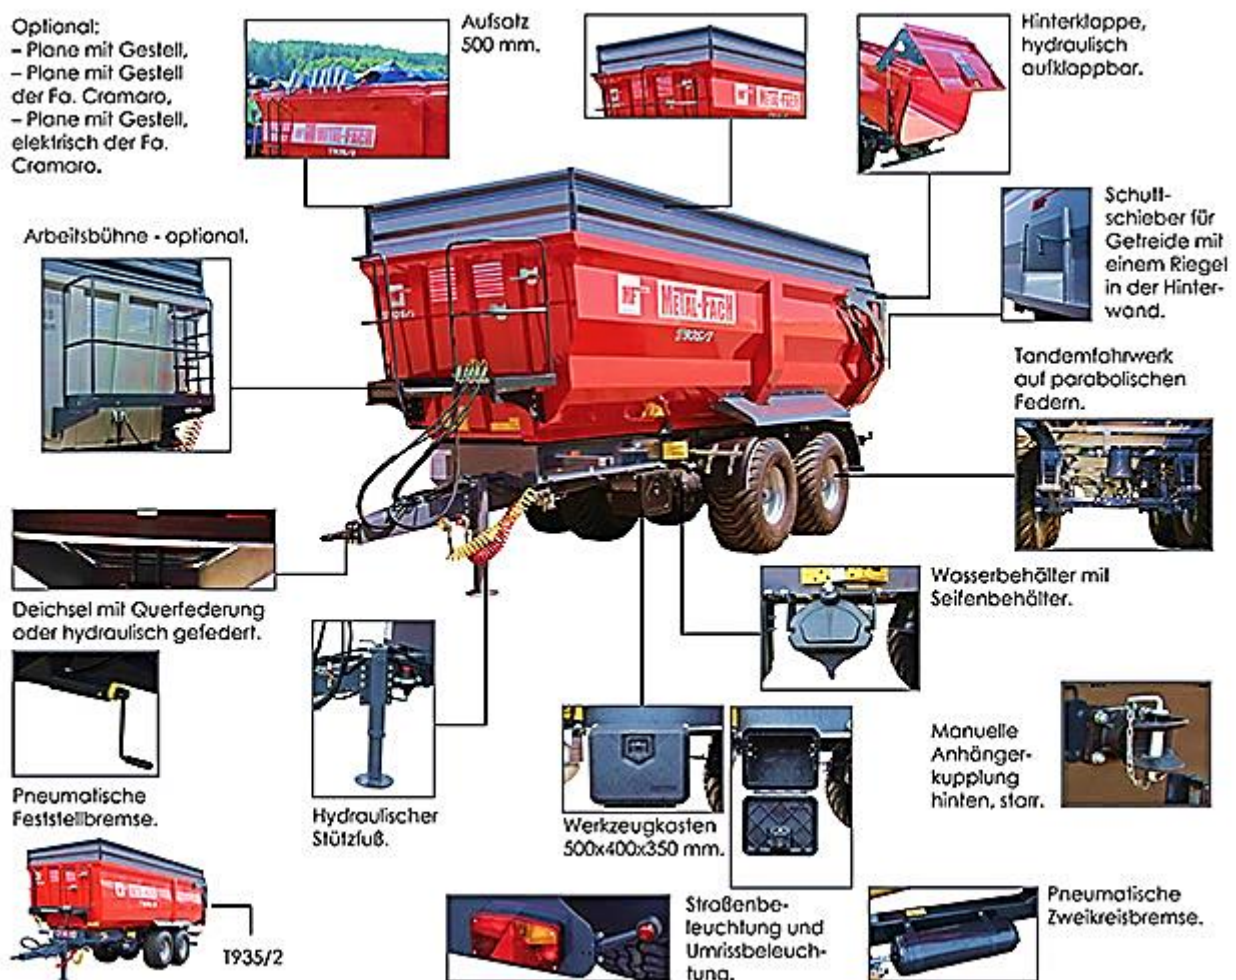 Optional:
– Plane mit Gestell,
– Plane mit Gestell
der Fa. Cramaro,
– Plane mit Gestell,
elektrisch der Fa.
Cramaro.
Aufsatz
500 mm.
Hinterklappe,
hydraulisch
aufklappbar.
METAL-FACH
Schutt-
schieber für
Getreide mit
einem Riegel
in der Hinter-
wand.
Arbeitsbühne - optional.
MF METAL-FACH
Tandemfahrwerk
auf parabolischen
Federn.
Deichsel mit Querfederung
oder hydraulisch gefedert.
Wasserbehälter mit
Seifenbehälter.
Pneumatische
Feststellbremse.
Hydraulischer
Stützfuß.
Werkzeugkasten
500x400x350 mm.
Manuelle
Anhänger-
kupplung
hinten, starr.
T935/2
Straßenbe-
leuchtung und
Umrissbeleuch-
tung.
Pneumatische
Zweikreisbremse.